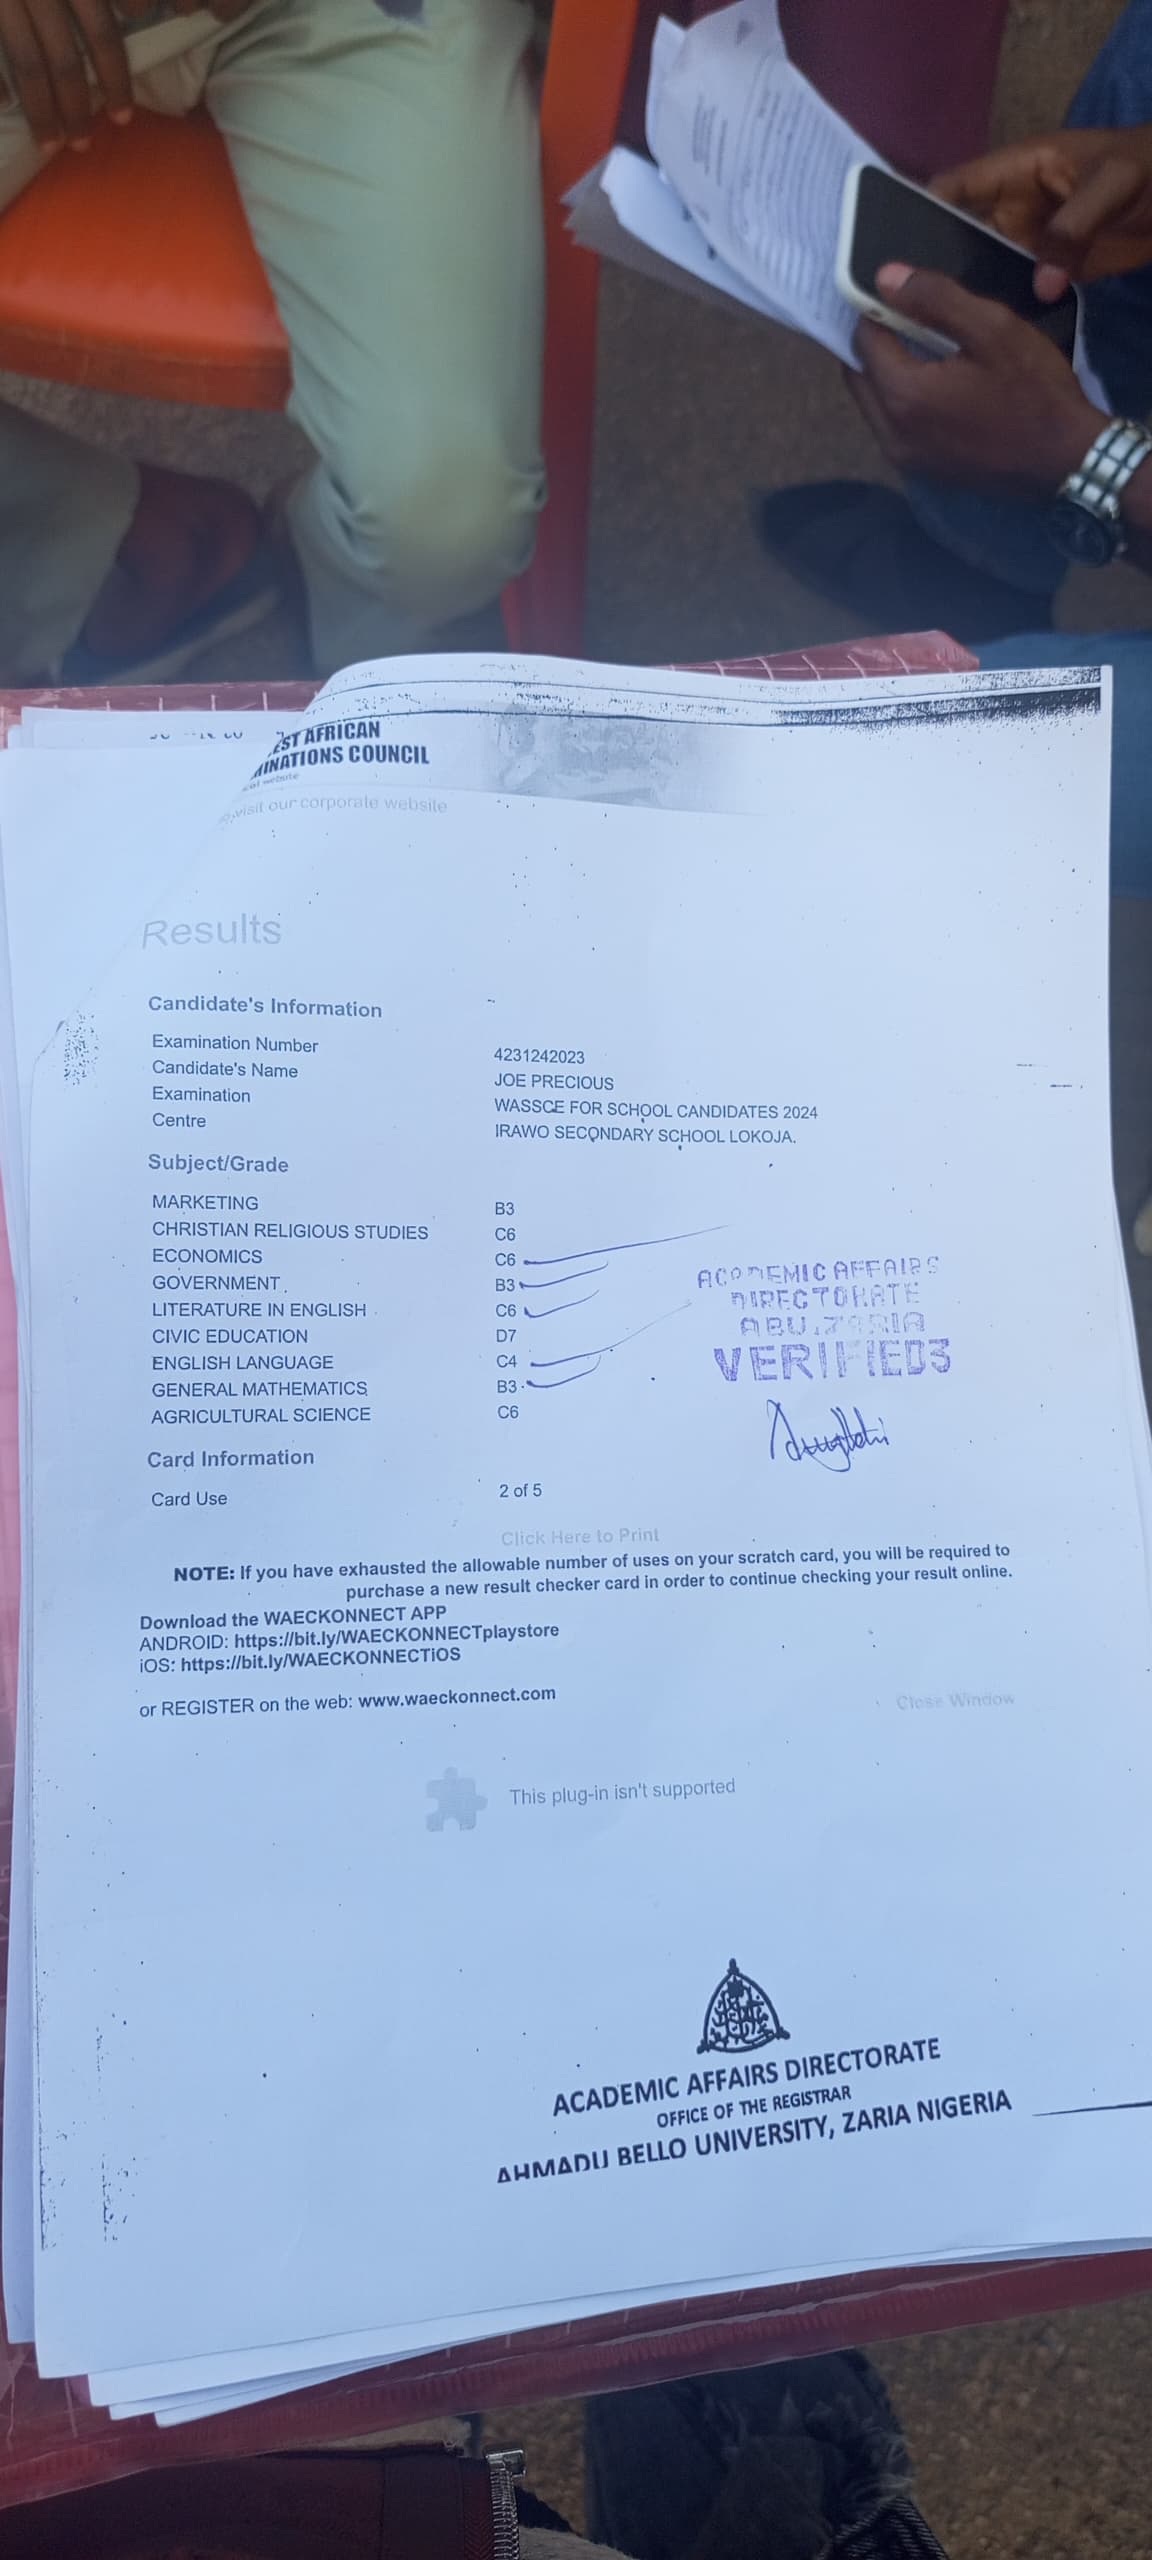 EST AFRICAN
INATIONS COUNCIL
website
visit our corporate website
Results
Candidate's Information
Examination Number 4231242023
Candidate's Name JOE PRECIOUS
Examination WASSCE FOR SCHOOL CANDIDATES 2024
Centre IRAWO SECONDARY SCHOOL LOKOJA.
Subject/Grade
MARKETING B3
CHRISTIAN RELIGIOUS STUDIES C6
ECONOMICS C6
GOVERNMENT B3
LITERATURE IN ENGLISH C6
CIVIC EDUCATION D7
ENGLISH LANGUAGE C4
GENERAL MATHEMATICS B3
AGRICULTURAL SCIENCE C6
ACADEMIC AFFAIRS
DIRECTORATE
ABU, ZARIA
VERIFIED3
Card Information
Card Use 2 of 5
Click Here to Print
NOTE: If you have exhausted the allowable number of uses on your scratch card, you will be required to
purchase a new result checker card in order to continue checking your result online.
Download the WAECKONNECT APP
ANDROID: https://bit.ly/WAECKONNECTplaystore
iOS: https://bit.ly/WAECKONNECTiOS
or REGISTER on the web: www.waeckonnect.com
Close Window
This plug-in isn't supported
ACADEMIC AFFAIRS DIRECTORATE
OFFICE OF THE REGISTRAR
AHMADU BELLO UNIVERSITY, ZARIA NIGERIA